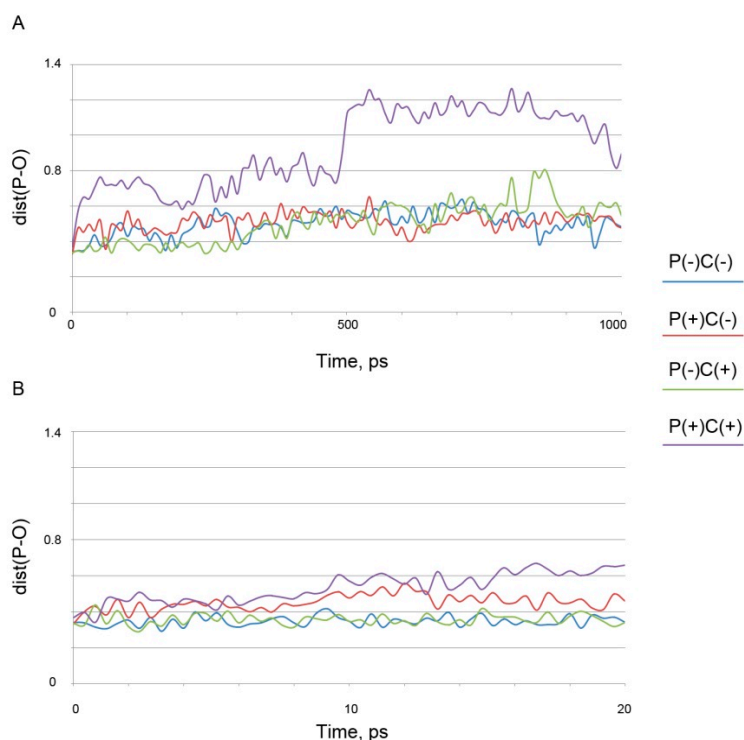 A
1.4
0.8
0
dist(P-O)
0
500
1000
Time, ps
P(-)C(-)
P(+)C(-)
P(-)C(+)
P(+)C(+)
B
1.4
0.8
0
dist(P-O)
0
10
20
Time, ps